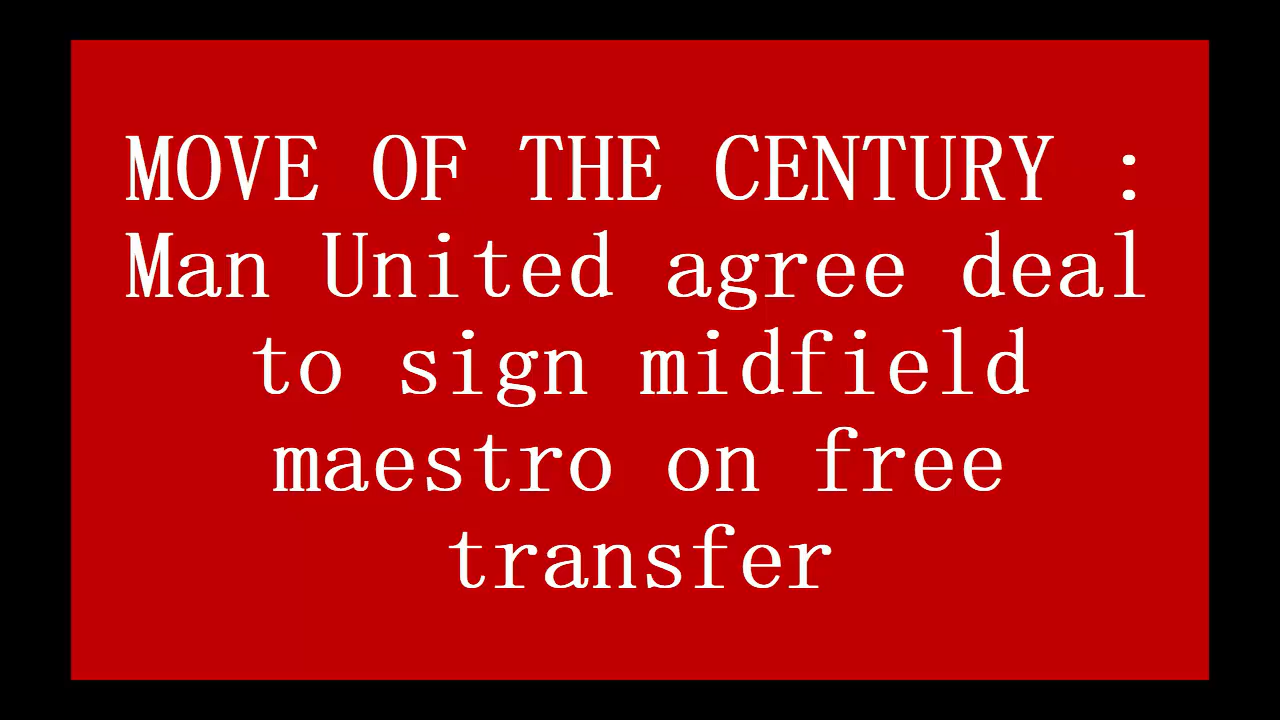 MOVE OF THE CENTURY :
Man United agree deal
to sign midfield
maestro on free
transfer